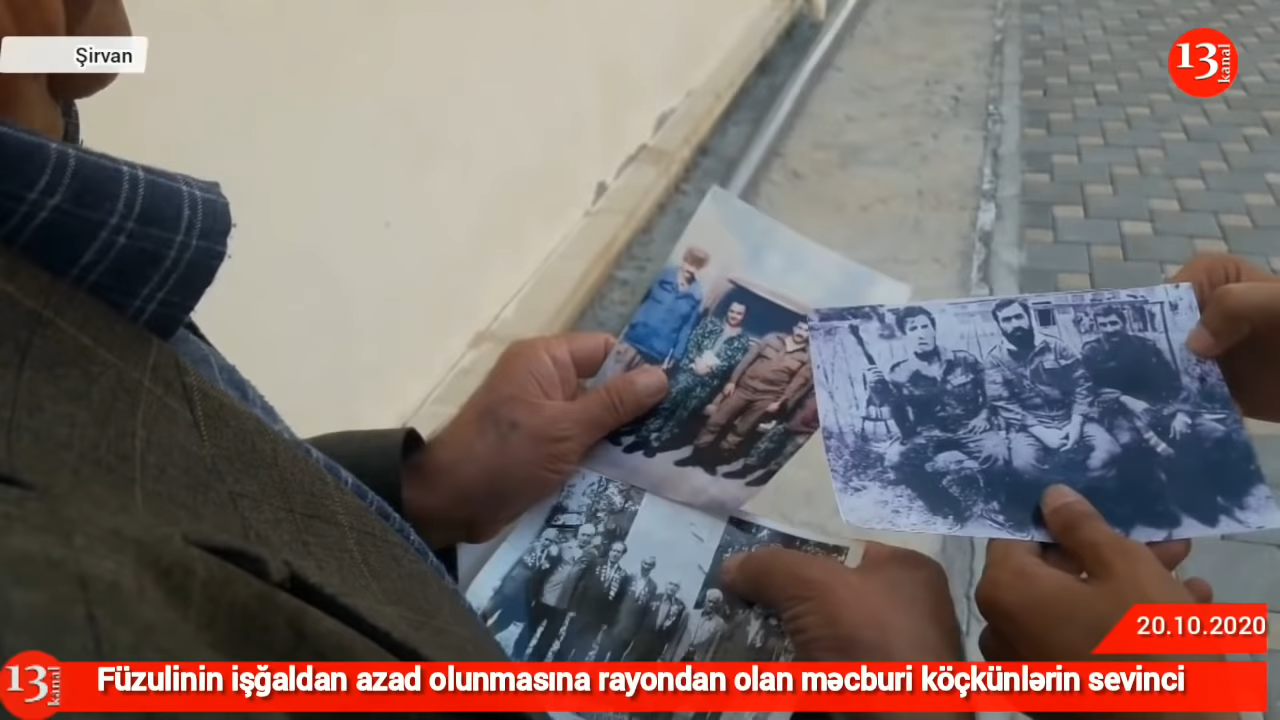 Şirvan
13 kanal
20.10.2020
13 kanal
Füzulinin işğaldan azad olunmasına rayondan olan məcburi köçkünlərin sevinci